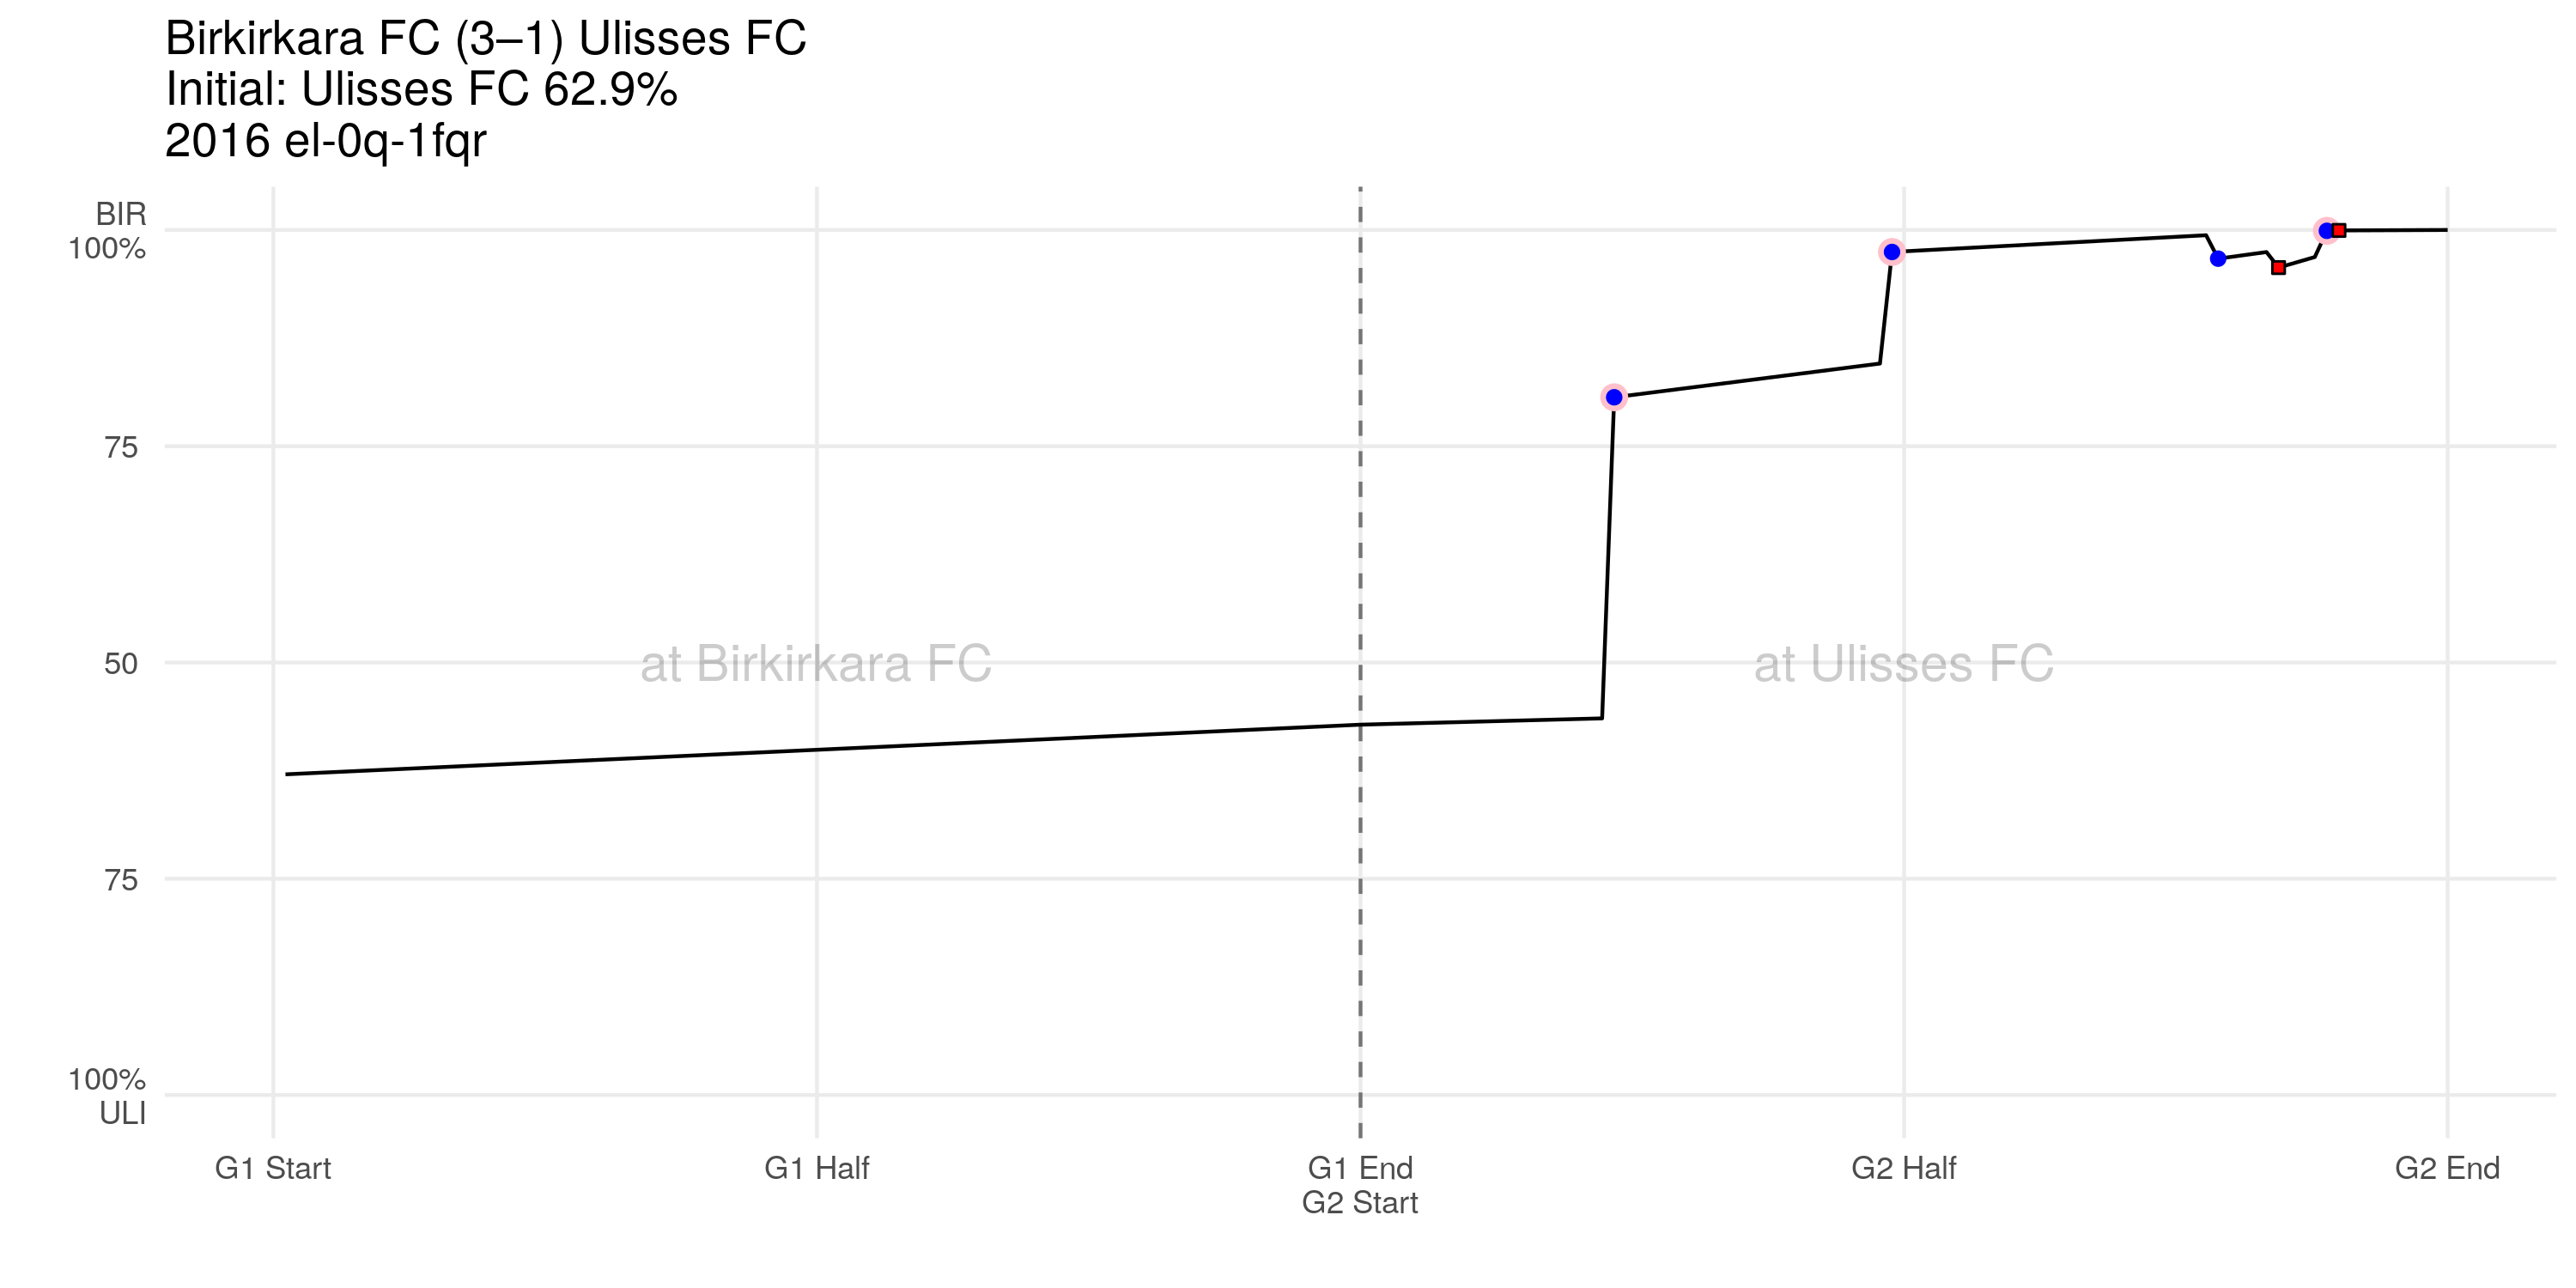 Birkirkara FC (3–1) Ulisses FC
Initial: Ulisses FC 62.9%
2016 el-0q-1fqr
BIR
100%
75
50
75
100%
ULI
at Birkirkara FC
at Ulisses FC
G1 Start
G1 Half
G1 End
G2 Start
G2 Half
G2 End